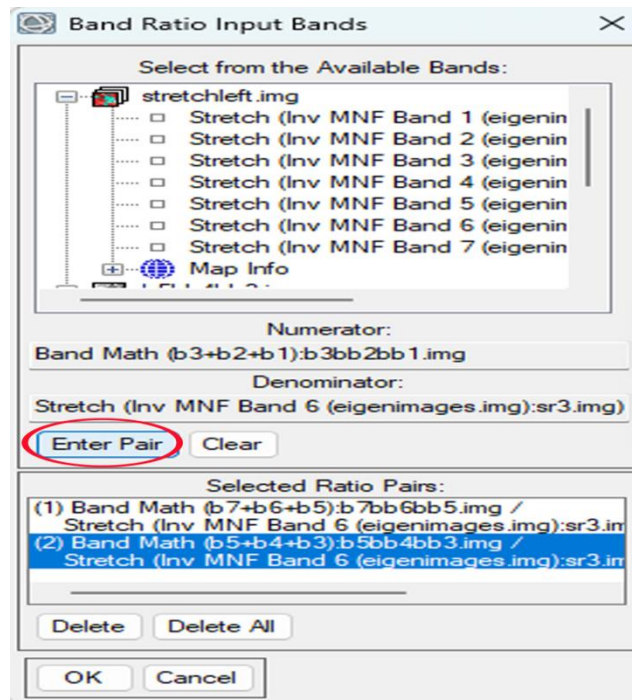 Band Ratio Input Bands
Select from the Available Bands:
stretchleft.img
Stretch (Inv MNF Band 1 (eigenin
Stretch (Inv MNF Band 2 (eigenin
Stretch (Inv MNF Band 3 (eigenin
Stretch (Inv MNF Band 4 (eigenin
Stretch (Inv MNF Band 5 (eigenin
Stretch (Inv MNF Band 6 (eigenin
Stretch (Inv MNF Band 7 (eigenin
Map Info
Numerator:
Band Math (b3+b2+b1):b3bb2bb1.img
Denominator:
Stretch (Inv MNF Band 6 (eigenimages.img):sr3.img)
Enter Pair Clear
Selected Ratio Pairs:
(1) Band Math (b7+b6+b5):b7bb6bb5.img /
Stretch (Inv MNF Band 6 (eigenimages.img):sr3.im
(2) Band Math (b5+b4+b3):b5bb4bb3.img /
Stretch (Inv MNF Band 6 (eigenimages.img):sr3.im
Delete Delete All
OK Cancel